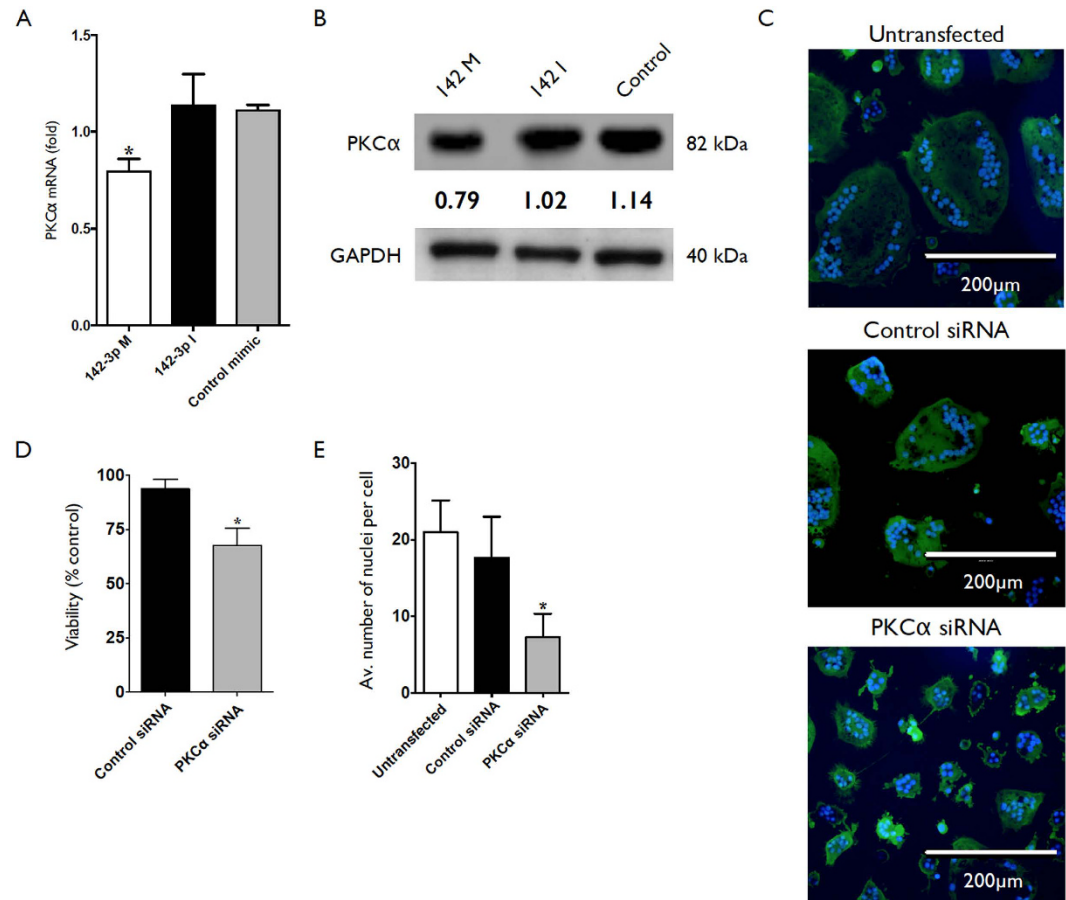 A
PKCα mRNA (fold)
1.5
1.0
0.5
0.0
*
142-3p M
142-3p I
Control mimic
B
142 M
142 I
Control
PKCα
82 kDa
0.79
1.02
1.14
GAPDH
40 kDa
C
Untransfected
200µm
Control siRNA
200µm
PKCα siRNA
200µm
D
Viability (% control)
100
75
50
25
0
*
Control siRNA
PKCα siRNA
E
Av. number of nuclei per cell
30
20
10
0
*
Untransfected
Control siRNA
PKCα siRNA